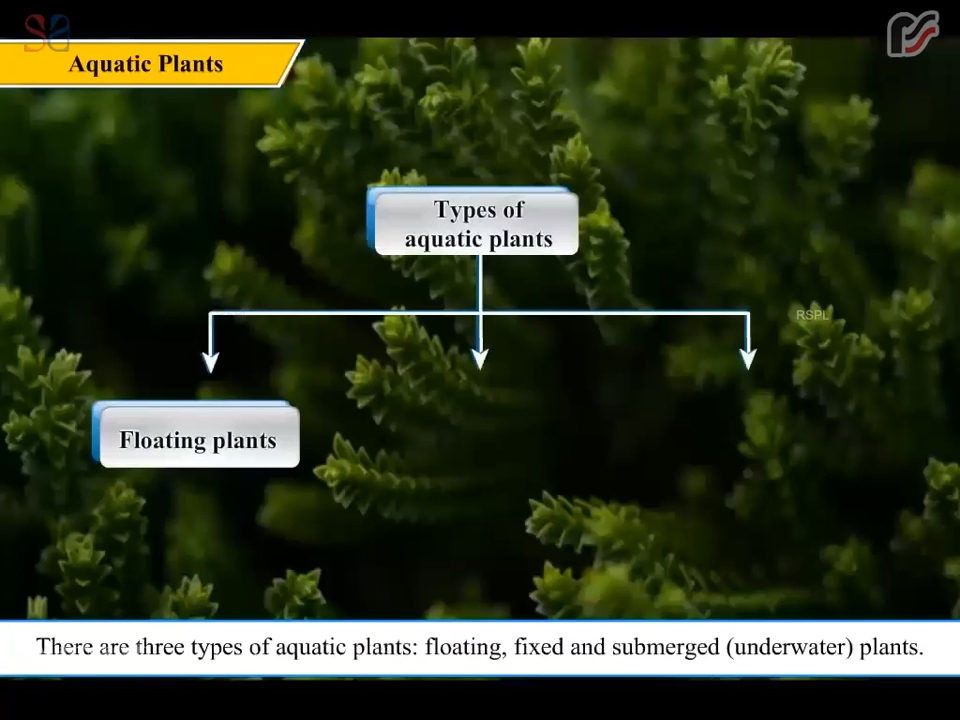 Aquatic Plants
Types of
aquatic plants
RSPL
Floating plants
There are three types of aquatic plants: floating, fixed and submerged (underwater) plants.